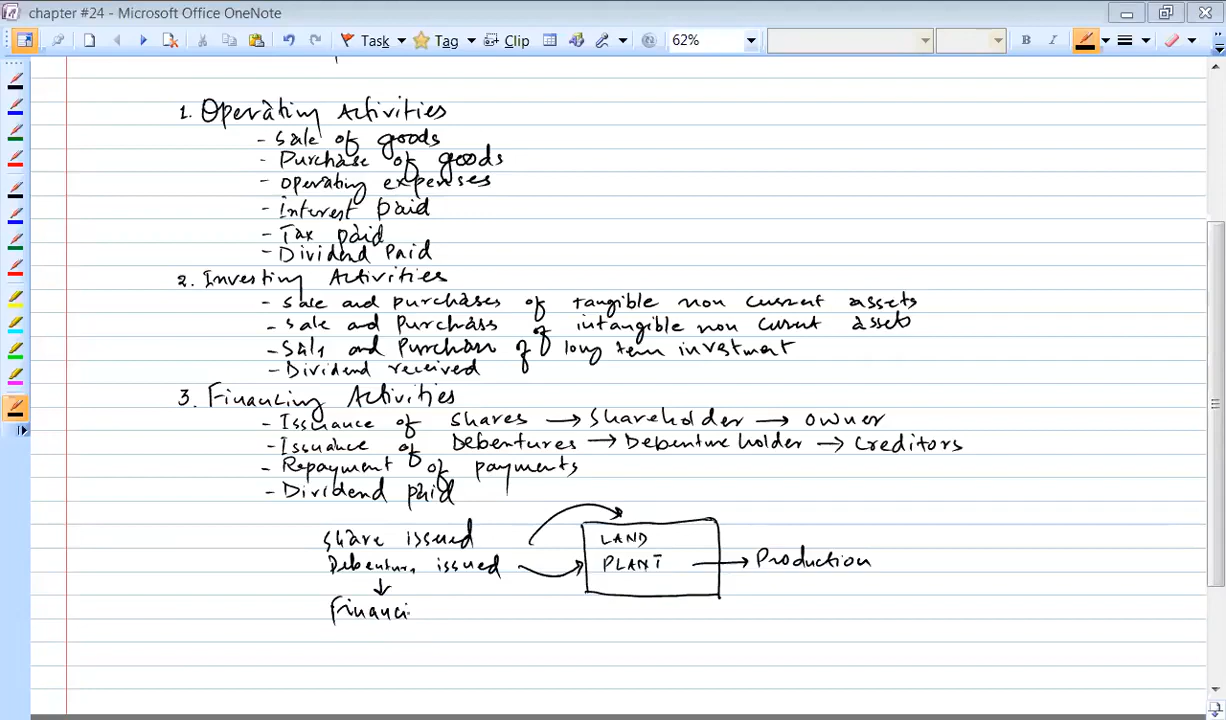 chapter #24 - Microsoft Office OneNote
Task Tag Clip 62% B I
1. Operating Activities
- Sale of goods
- Purchase of goods
- Operating expenses
- Interest paid
- Tax paid
- Dividend Paid
2. Investing Activities
- Sale and purchases of tangible non current assets
- Sale and Purchass of intangible non current assets
- Sals and Purchase of long term investment
- Dividend received
3. Financing Activities
- Issuance of Shares → Shareholder → owner
- Issuance of Debentures → Debenture holder → Creditors
- Repayment of payments
- Dividend paid
Share issued LAND
Debenture issued PLANT → Production
Financi